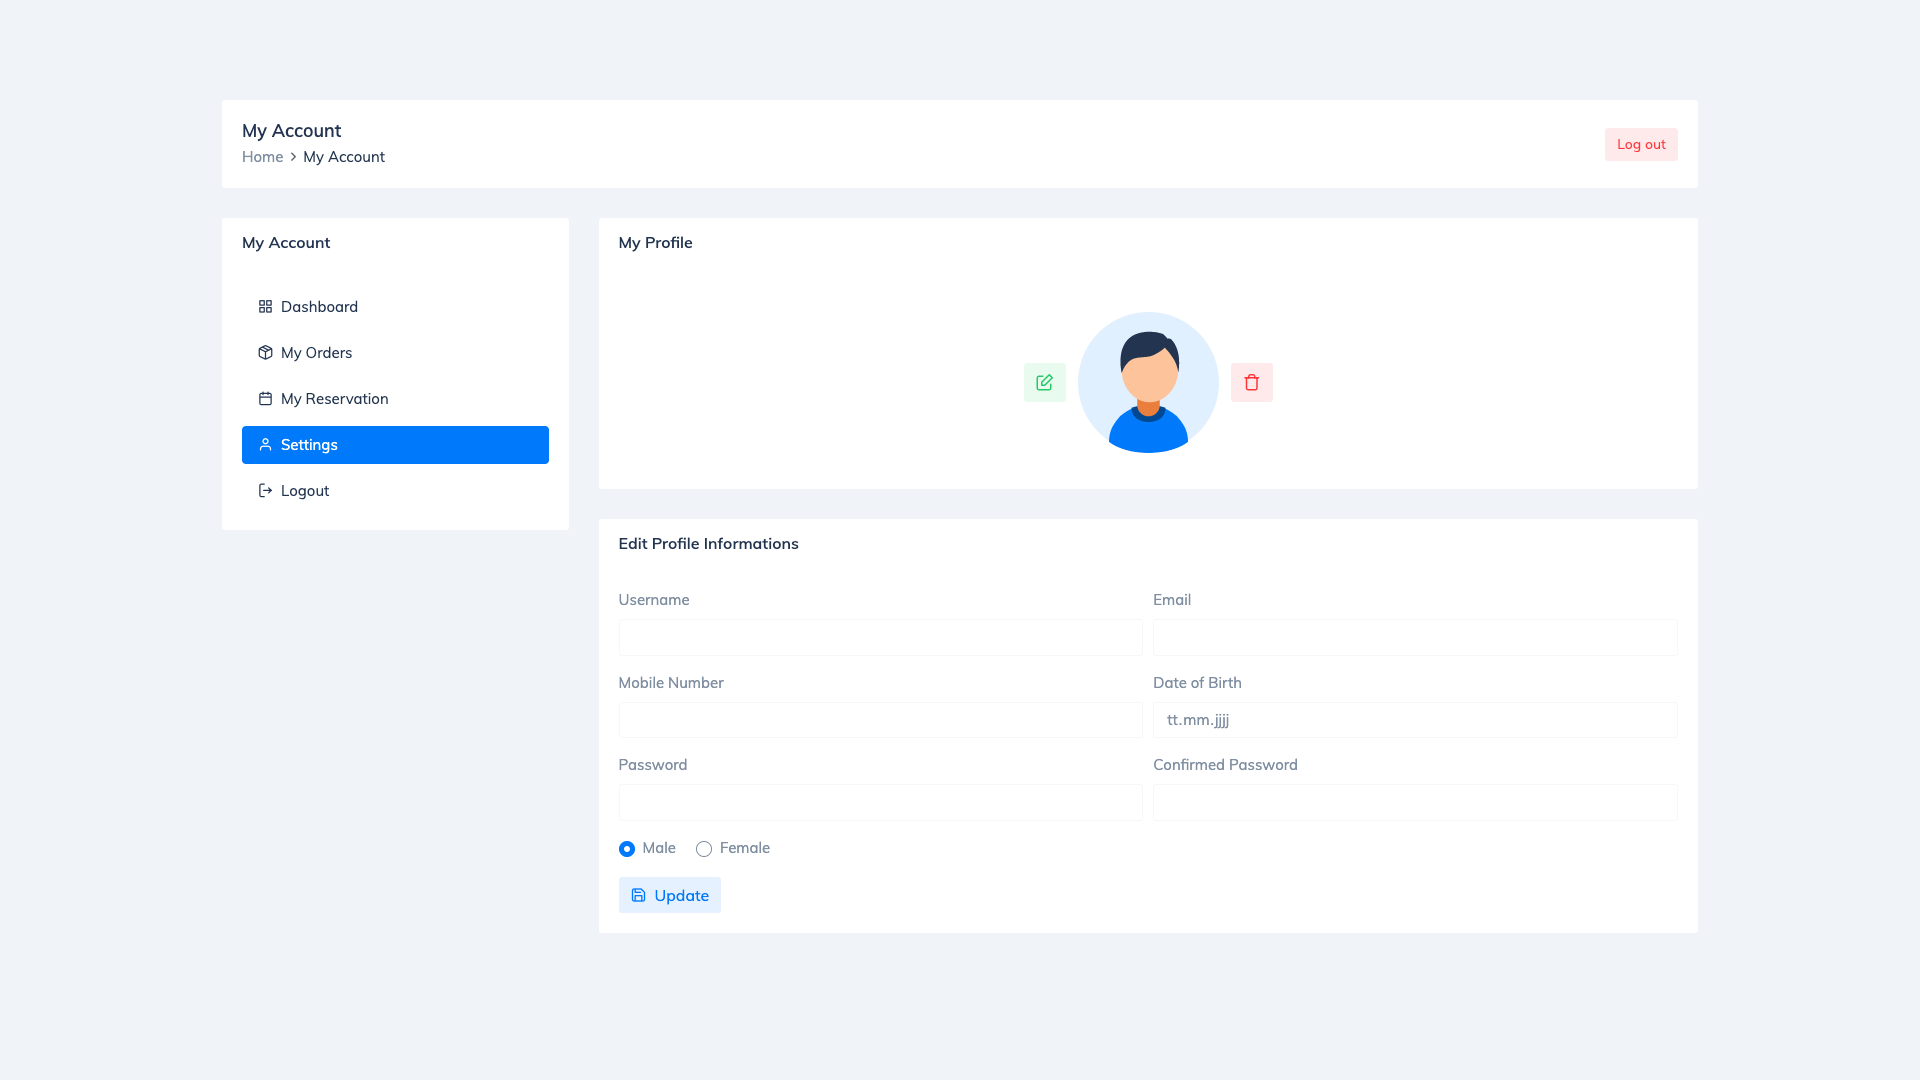 My Account
Home > My Account
Log out
My Account
Dashboard
My Orders
My Reservation
Settings
Logout
My Profile
Edit Profile Informations
Username
Email
Mobile Number
Date of Birth
tt.mm.jjjj
Password
Confirmed Password
Male
Female
Update